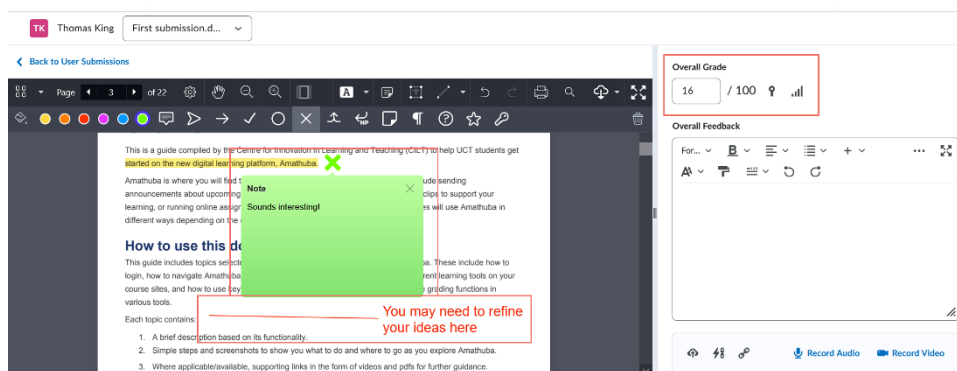 TK Thomas King First submission.d...
Back to User Submissions
Page 3 of 22
A
NP
This is a guide compiled by the Centre for Innovation in Learning and Teaching (CILT) to help UCT students get
started on the new digital learning platform, Amathuba.
Amathuba is where you will find ude sending
announcements about upcoming clips to support your
learning, or running online assign es will use Amathuba in
different ways depending on the
Note
Sounds interesting!
How to use this do
This guide includes topics selecte ba. These include how to
login, how to navigate Amathuba rent learning tools on your
course sites, and how to use key grading functions in
various tools.
You may need to refine
your ideas here
Each topic contains:
1. A brief description based on its functionality.
2. Simple steps and screenshots to show you what to do and where to go as you explore Amathuba.
3. Where applicable/available, supporting links in the form of videos and pdfs for further guidance.
Overall Grade
16 / 100
Overall Feedback
For... B
Record Audio Record Video